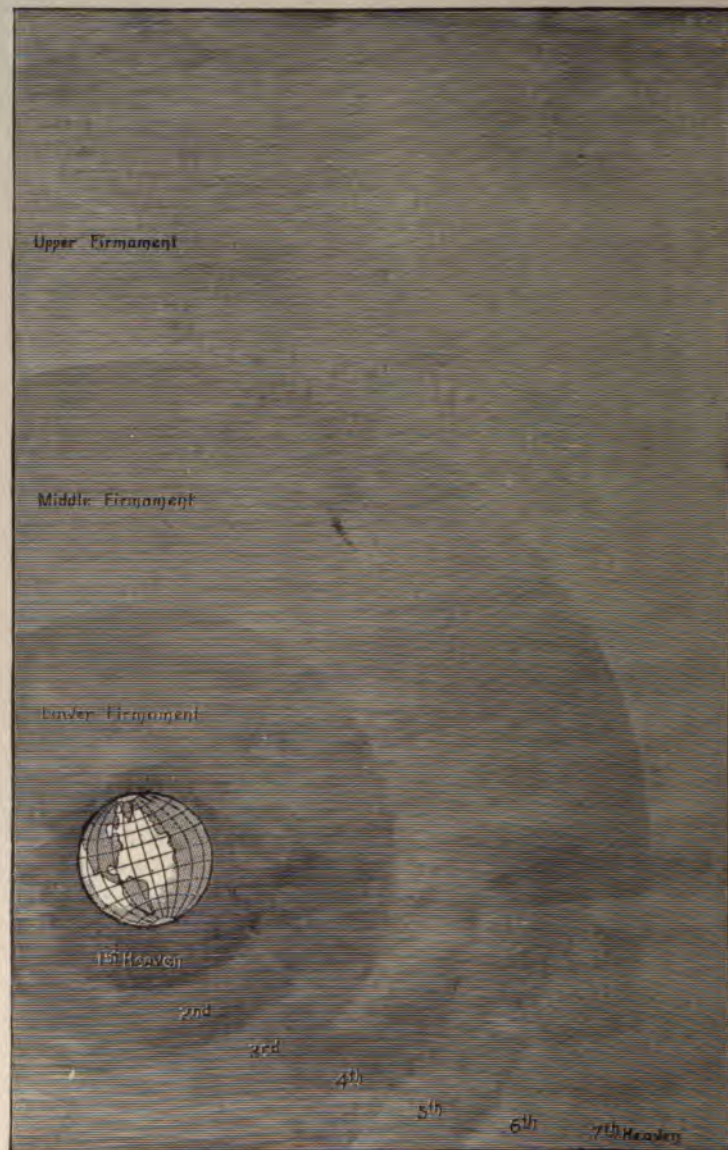 Upper Firmament
Middle Firmament
Lower Firmament
1st Heaven
2nd
3rd
4th
5th
6th
7th Heaven